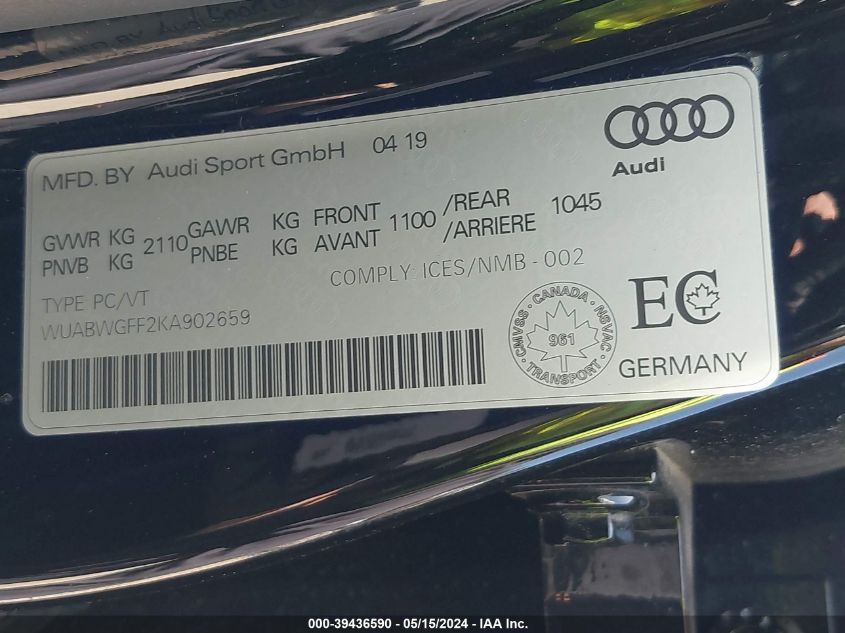 MFD. BY Audi Sport GmbH 04 19
Audi
GVWR KG 2110 GAWR KG FRONT 1100 /REAR 1045
PNVB KG PNBE KG AVANT /ARRIERE
COMPLY: ICES/NMB - 002
TYPE PC/VT
WUABWGFF2KA902659
CANADA
CMVSS NSVAC
961
TRANSPORT
EC
GERMANY
000-39436590 - 05/15/2024 - IAA Inc.